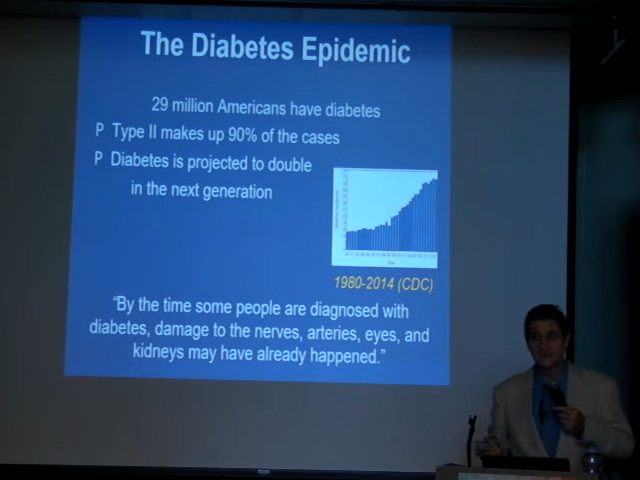 The Diabetes Epidemic
29 million Americans have diabetes
P Type II makes up 90% of the cases
P Diabetes is projected to double
in the next generation
1980-2014 (CDC)
"By the time some people are diagnosed with
diabetes, damage to the nerves, arteries, eyes, and
kidneys may have already happened."